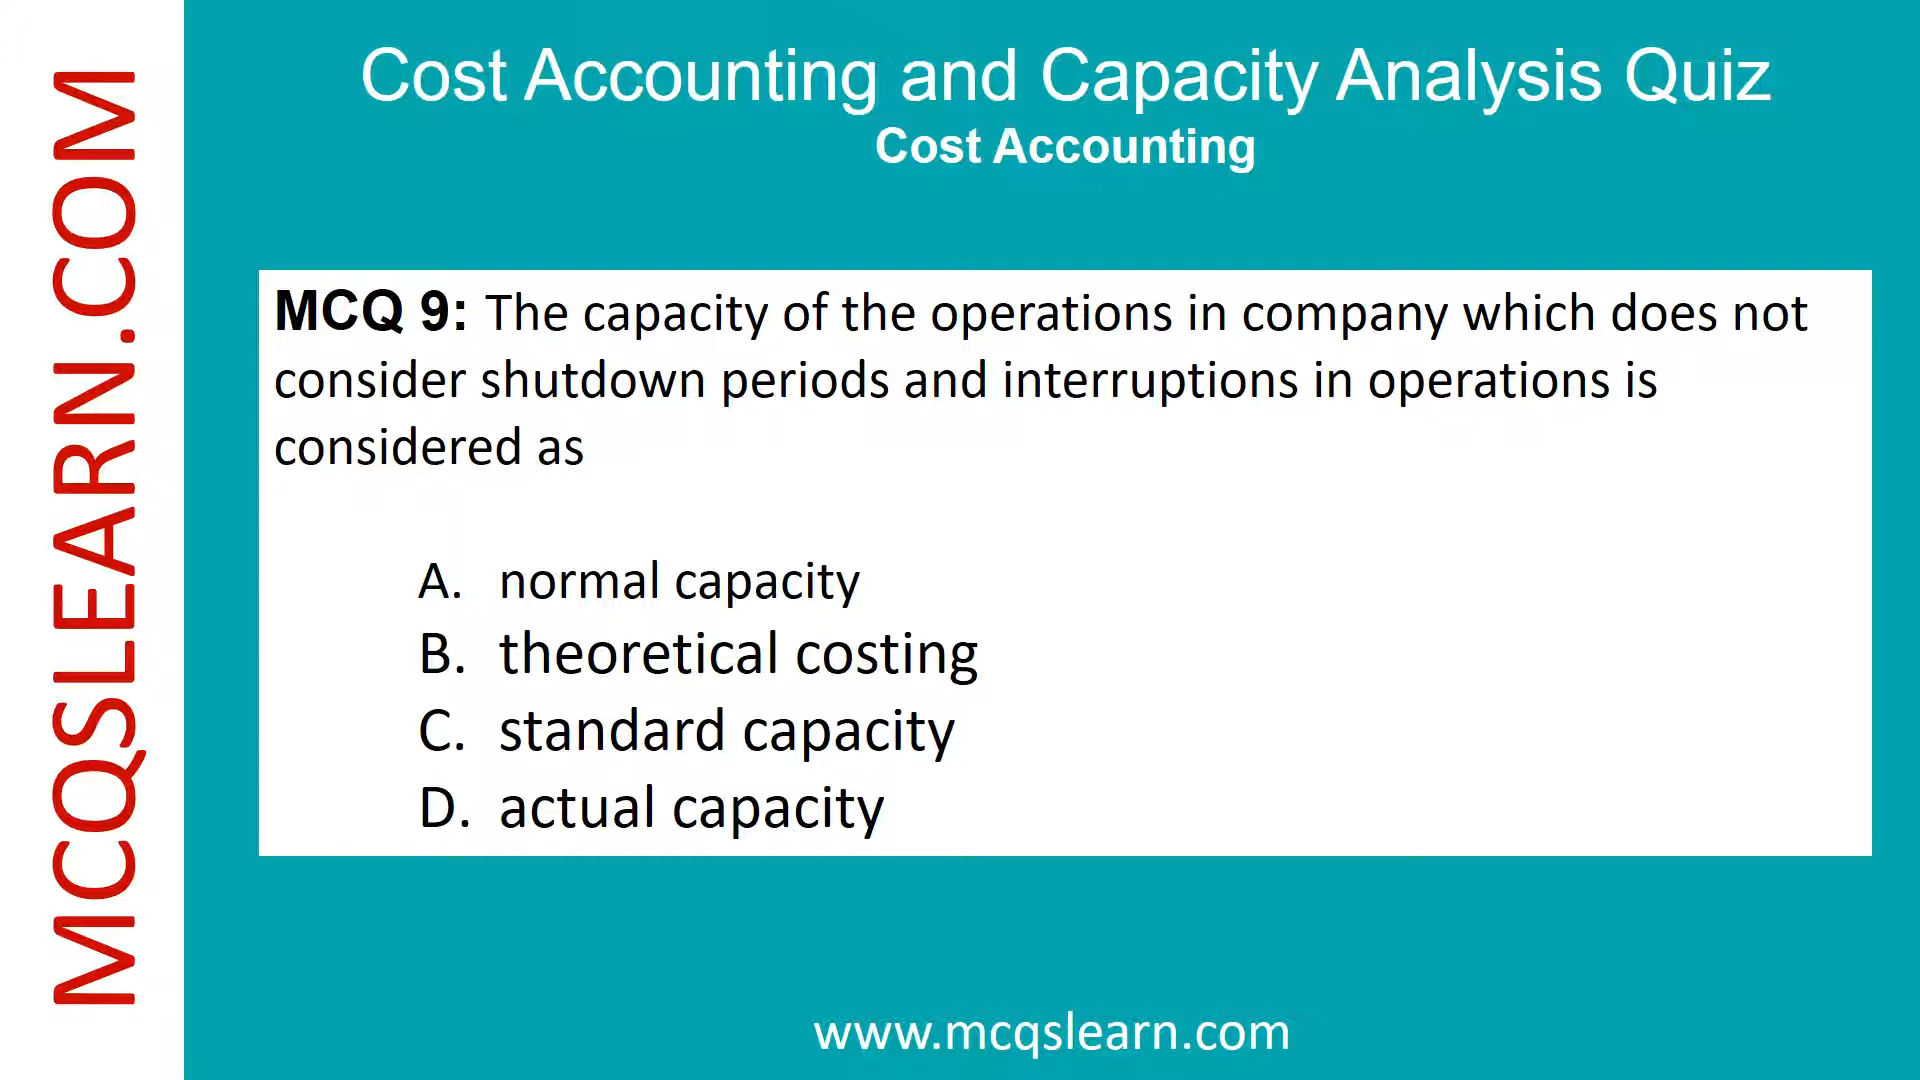 MCQSLEARN.COM
Cost Accounting and Capacity Analysis Quiz
Cost Accounting
MCQ 9: The capacity of the operations in company which does not
consider shutdown periods and interruptions in operations is
considered as
A. normal capacity
B. theoretical costing
C. standard capacity
D. actual capacity
www.mcqslearn.com